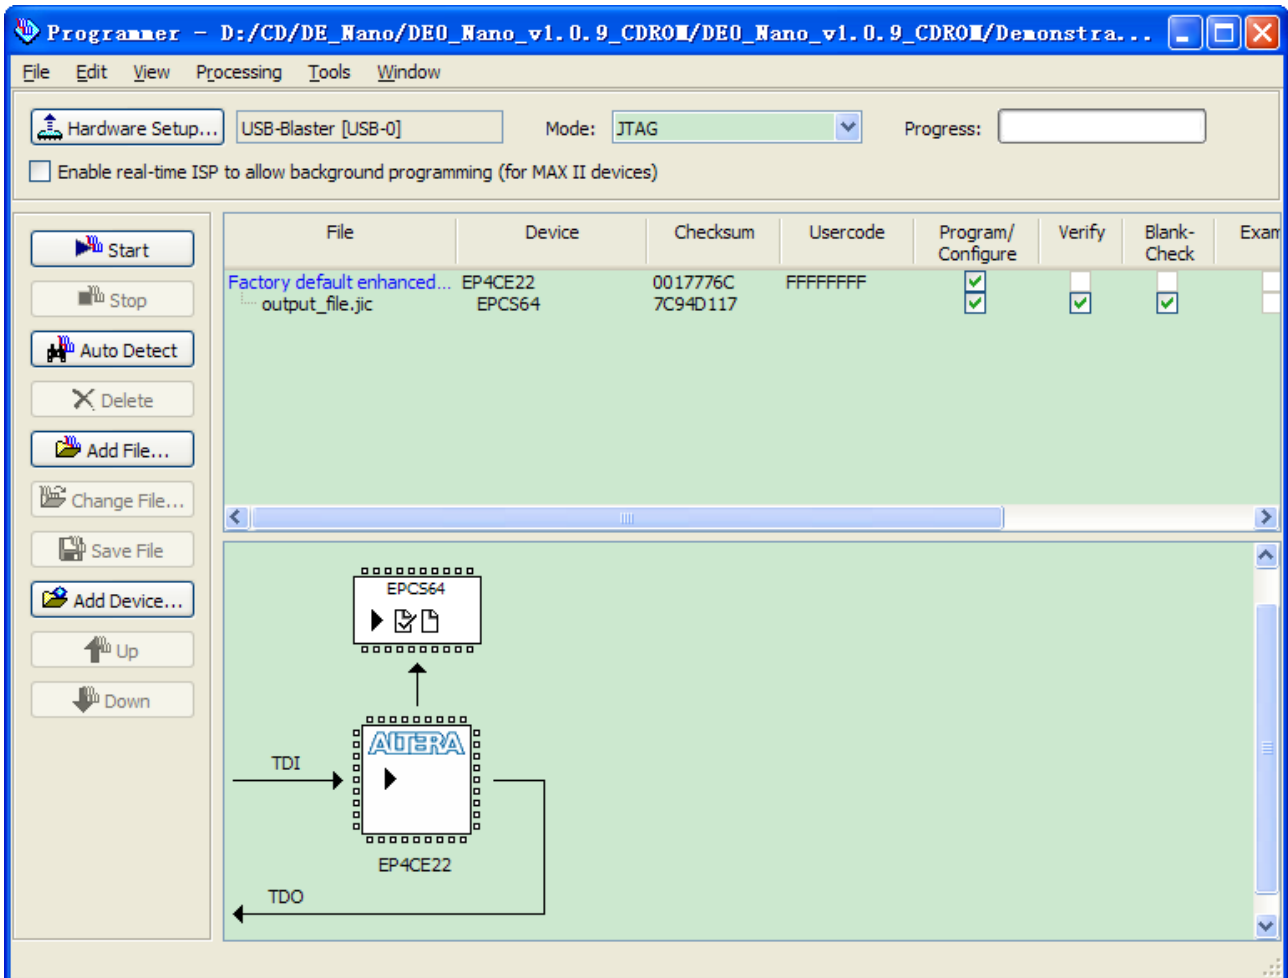 Programmer - D:/CD/DE_Nano/DE0_Nano_v1.0.9_CDROM/DE0_Nano_v1.0.9_CDROM/Demonstra...
File Edit View Processing Tools Window
Hardware Setup... USB-Blaster [USB-0] Mode: JTAG Progress:
Enable real-time ISP to allow background programming (for MAX II devices)
Start
Stop
Auto Detect
Delete
Add File...
Change File...
Save File
Add Device...
Up
Down
File Device Checksum Usercode Program/ Verify Blank- Exam
Configure Check
Factory default enhanced... EP4CE22 0017776C FFFFFFFF
output_file.jic EPCS64 7C94D117
EPCS64
ALTERA
TDI
EP4CE22
TDO